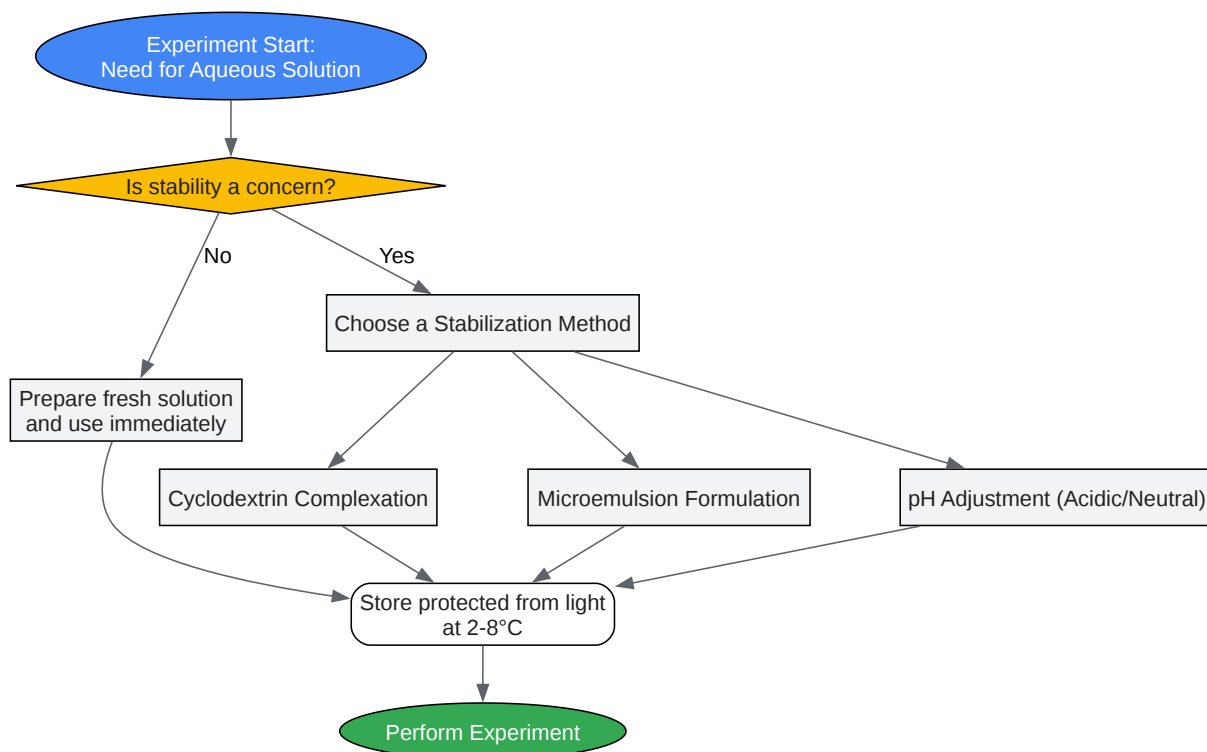 Experiment Start:
Need for Aqueous Solution
Is stability a concern?
No
Yes
Choose a Stabilization Method
Prepare fresh solution
and use immediately
Cyclodextrin Complexation
Microemulsion Formulation
pH Adjustment (Acidic/Neutral)
Store protected from light
at 2-8°C
Perform Experiment